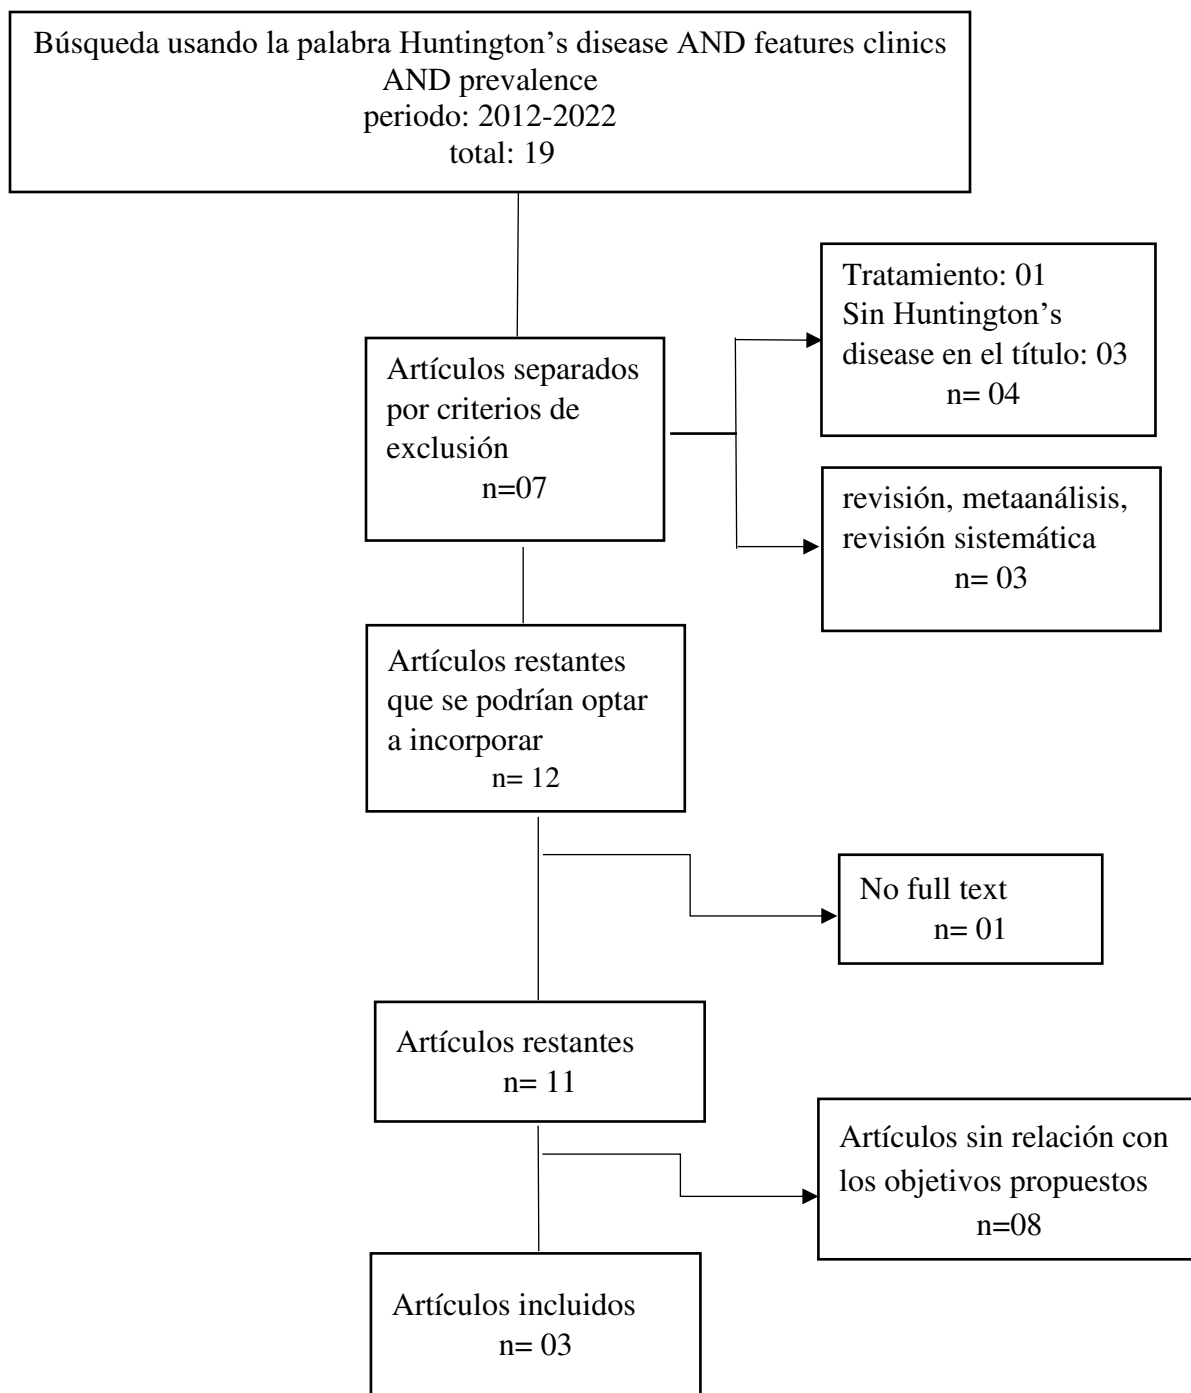 Búsqueda usando la palabra Huntington’s disease AND features clinics
AND prevalence
periodo: 2012-2022
total: 19
Tratamiento: 01
Sin Huntington’s
disease en el título: 03
n= 04
Artículos separados
por criterios de
exclusión
n=07
revisión, metaanálisis,
revisión sistemática
n= 03
Artículos restantes
que se podrían optar
a incorporar
n= 12
No full text
n= 01
Artículos restantes
n= 11
Artículos sin relación con
los objetivos propuestos
n=08
Artículos incluidos
n= 03